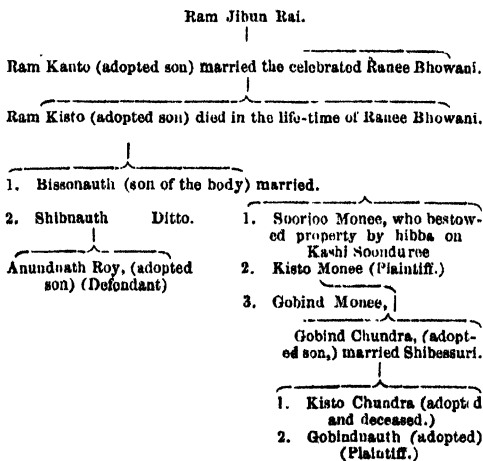 Ram Jibun Rai.
Ram Kanto (adopted son) married the celebrated Ranee Bhowani.
Ram Kisto (adopted son) died in the life-time of Ranee Bhowani.
1. Bissonauth (son of the body) married.
2. Shibnauth Ditto.
Anundnath Roy, (adopted
son) (Defendant)
1. Soorjoo Monee, who bestow-
ed property by hibba on
Kashi Soonduree
2. Kisto Monee (Plaintiff.)
3. Gobind Monee,
Gobind Chundra, (adopt-
ed son,) married Shibessuri.
1. Kisto Chundra (adopted
and deceased.)
2. Gobindnauth (adopted)
(Plaintiff.)